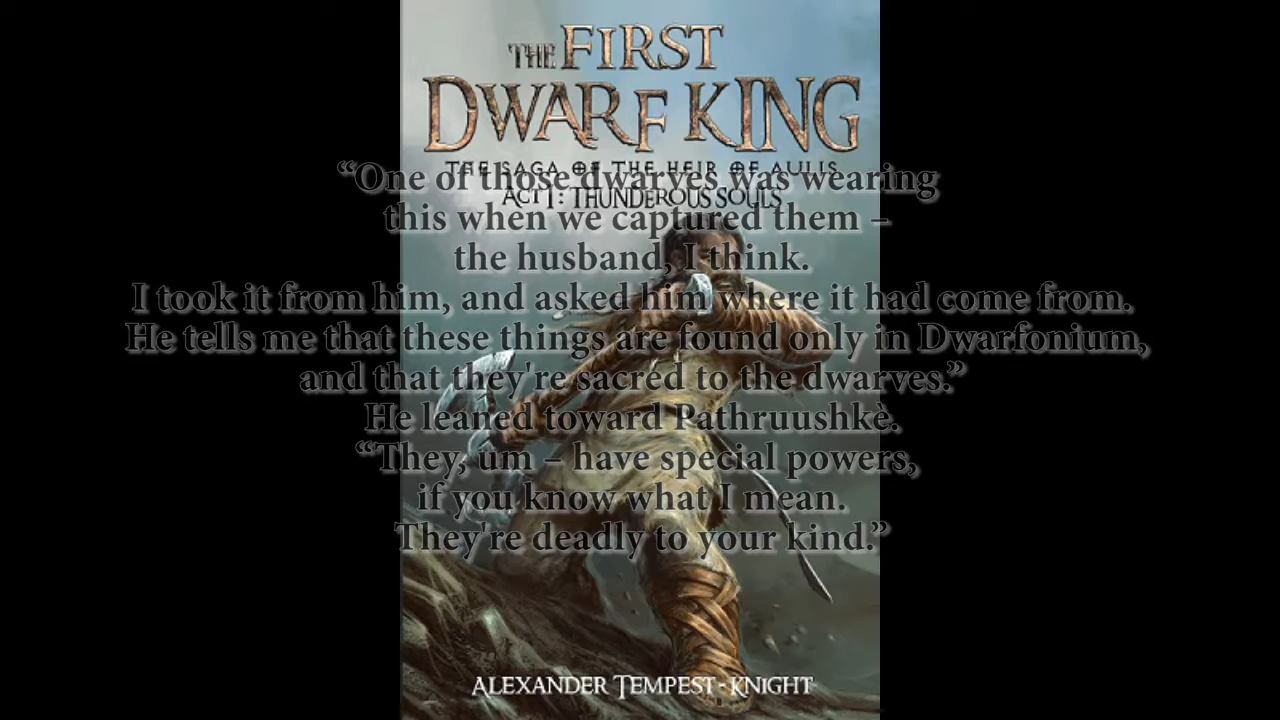 THE FIRST
DWARF KING
THE SAGA OF THE HEIR OF AULIS
ACT 1: THUNDEROUS SOULS
“One of those dwarves was wearing
this when we captured them –
the husband, I think.
I took it from him, and asked him where it had come from.
He tells me that these things are found only in Dwarfonium,
and that they're sacred to the dwarves.”
He leaned toward Pathruushkè.
“They, um – have special powers,
if you know what I mean.
They're deadly to your kind.”
ALEXANDER TEMPEST-KNIGHT